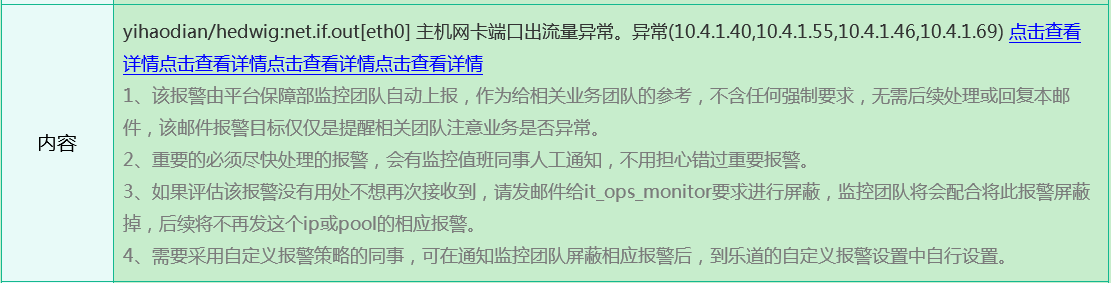 内容
yihaodian/hedwig:net.if.out[eth0] 主机网卡端口出流量异常。异常(10.4.1.40,10.4.1.55,10.4.1.46,10.4.1.69) 点击查看
详情点击查看详情点击查看详情点击查看详情
1、该报警由平台保障部监控团队自动上报，作为给相关业务团队的参考，不含任何强制要求，无需后续处理或回复本邮
件，该邮件报警目标仅仅是提醒相关团队注意业务是否异常。
2、重要的必须尽快处理的报警，会有监控值班同事人工通知，不用担心错过重要报警。
3、如果评估该报警没有用处不想再次接收到，请发邮件给it_ops_monitor要求进行屏蔽，监控团队将会配合将此报警屏蔽
掉，后续将不再发这个ip或pool的相应报警。
4、需要采用自定义报警策略的同事，可在通知监控团队屏蔽相应报警后，到乐道的自定义报警设置中自行设置。